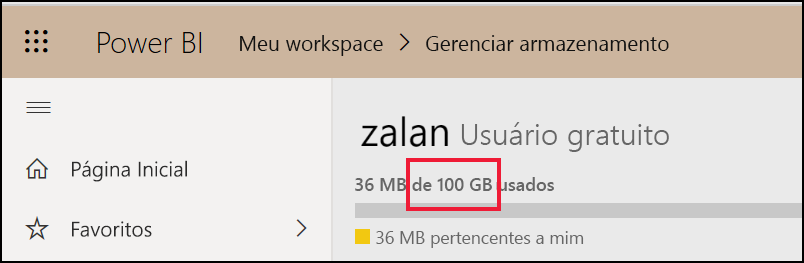 Power BI Meu workspace > Gerenciar armazenamento
zalan Usuário gratuito
Página Inicial
36 MB de 100 GB usados
Favoritos >
36 MB pertencentes a mim